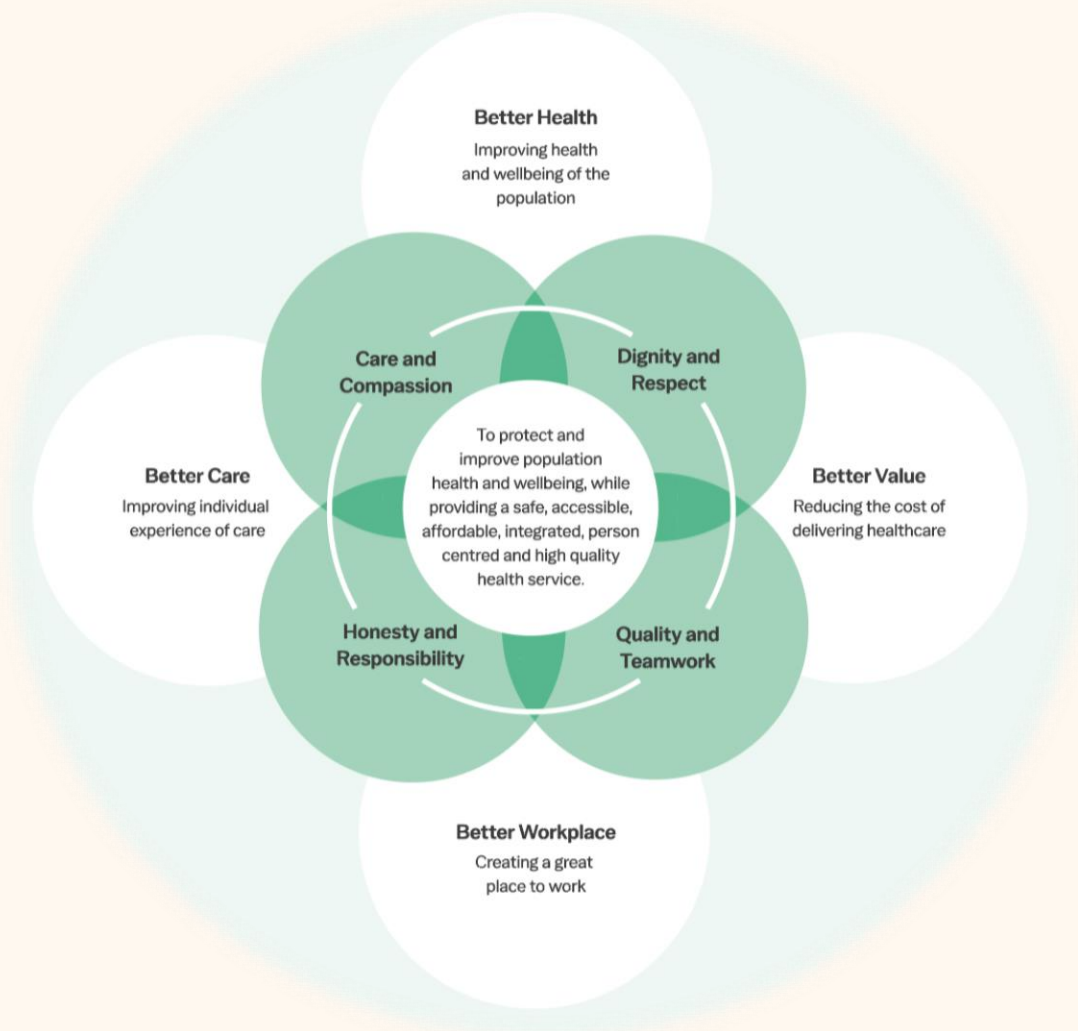 Better Health
Improving health
and wellbeing of the
population
Care and
Compassion
Dignity and
Respect
To protect and
improve population
health and wellbeing, while
providing a safe, accessible,
affordable, integrated, person
centred and high quality
health service.
Better Care
Improving individual
experience of care
Better Value
Reducing the cost of
delivering healthcare
Honesty and
Responsibility
Quality and
Teamwork
Better Workplace
Creating a great
place to work